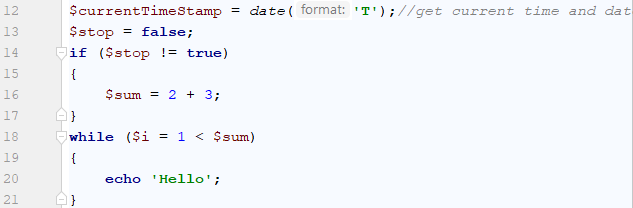 12 $currentTimeStamp = date( format: 'T');//get current time and dat
13 $stop = false;
14 if ($stop != true)
15 {
16 $sum = 2 + 3;
17 }
18 while ($i = 1 < $sum)
19 {
20 echo 'Hello';
21 }